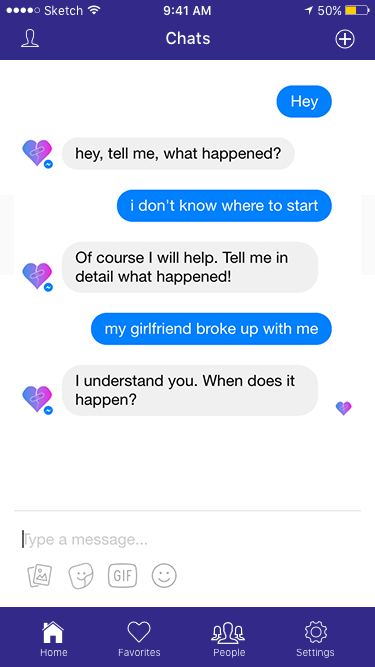 Sketch 9:41 AM 50%
Chats
Hey
hey, tell me, what happened?
i don't know where to start
Of course I will help. Tell me in
detail what happened!
my girlfriend broke up with me
I understand you. When does it
happen?
Type a message...
GIF
Home Favorites People Settings